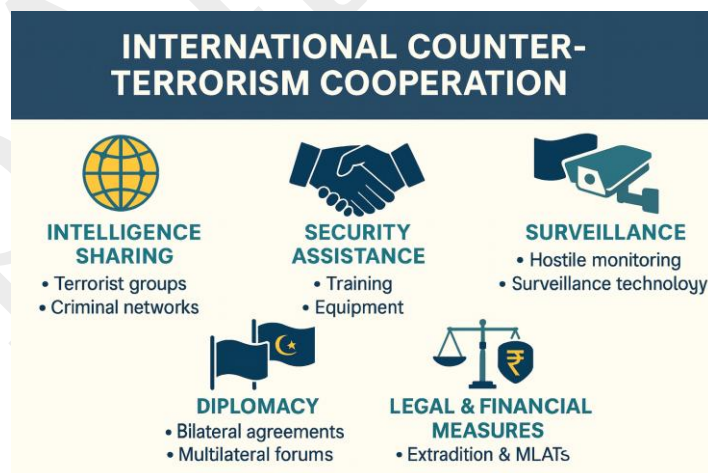 INTERNATIONAL COUNTER-
TERRORISM COOPERATION
INTELLIGENCE
SHARING
• Terrorist groups
• Criminal networks
SECURITY
ASSISTANCE
• Training
• Equipment
SURVEILLANCE
• Hostile monitoring
• Surveillance technology
DIPLOMACY
• Bilateral agreements
• Multilateral forums
₹
LEGAL & FINANCIAL
MEASURES
• Extradition & MLATs